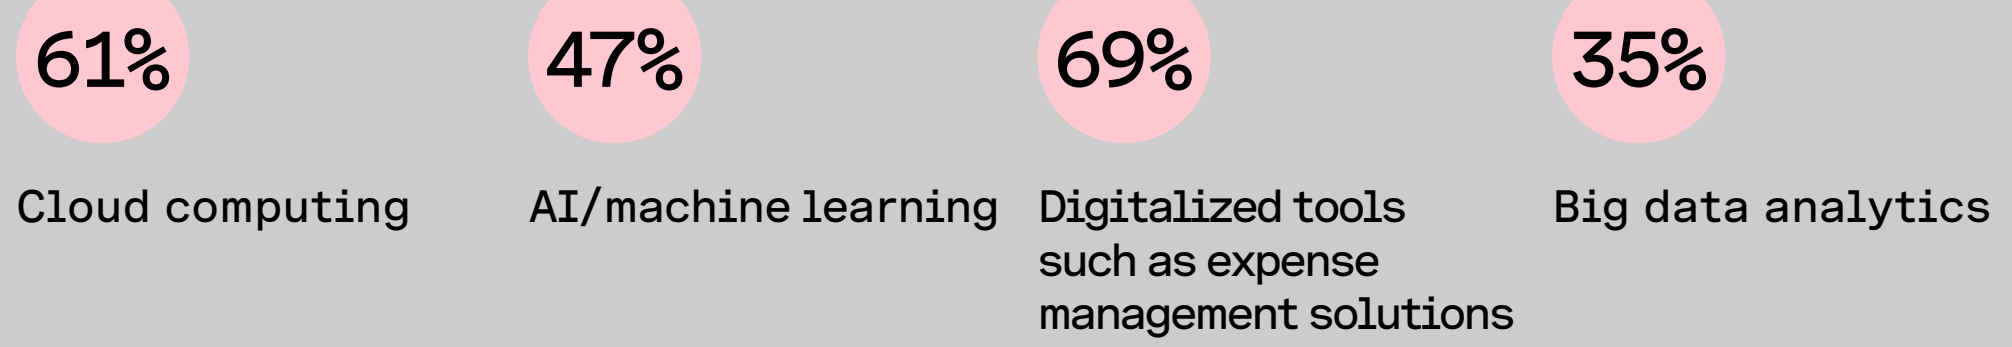 61%
Cloud computing
47%
AI/machine learning
69%
Digitalized tools
such as expense
management solutions
35%
Big data analytics